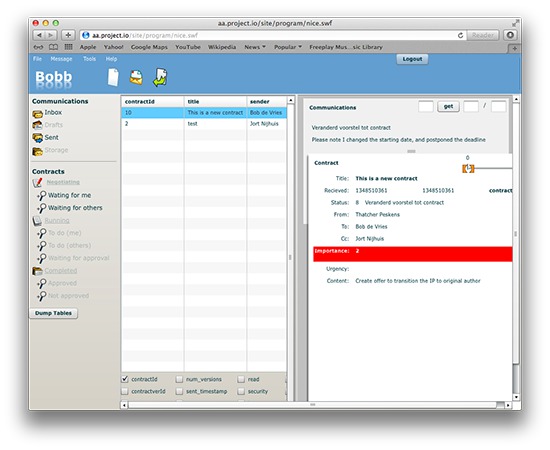 aa.project.io/site/program/nice.swf
aa.project.io/site/program/nice.swf
Reader
Apple Yahoo! Google Maps YouTube Wikipedia News Popular Freeplay Mus...sic Library
File Message Tools Help
Logout
Bobb
Communications
Inbox
Drafts
Sent
Storage
Contracts
Negotiating
Wating for me
Waiting for others
Running
To do (me)
To do (others)
Waiting for approval
Completed
Approved
Not approved
Dump Tables
contractId title sender
10 This is a new contract Bob de Vries
2 test Jort Nijhuis
contractId num_versions read
contractverId sent_timestamp security
Communications get /
Veranderd voorstel tot contract
Please note I changed the starting date, and postponed the deadline
Contract
0
Title: This is a new contract
Recieved: 1348510361 1348510361 contract
Status: 8 Veranderd voorstel tot contract
From: Thatcher Peskens
To: Bob de Vries
Cc: Jort Nijhuis
Importance: 2
Urgency:
Content: Create offer to transition the IP to original author